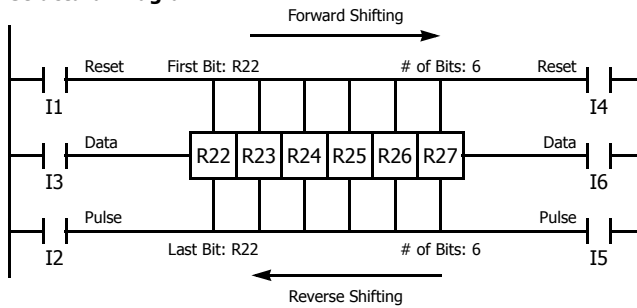 Forward Shifting
Reset First Bit: R22 # of Bits: 6 Reset
I1 I4
Data Data
R22 R23 R24 R25 R26 R27
I3 I6
Pulse Pulse
I2 Last Bit: R22 # of Bits: 6 I5
Reverse Shifting